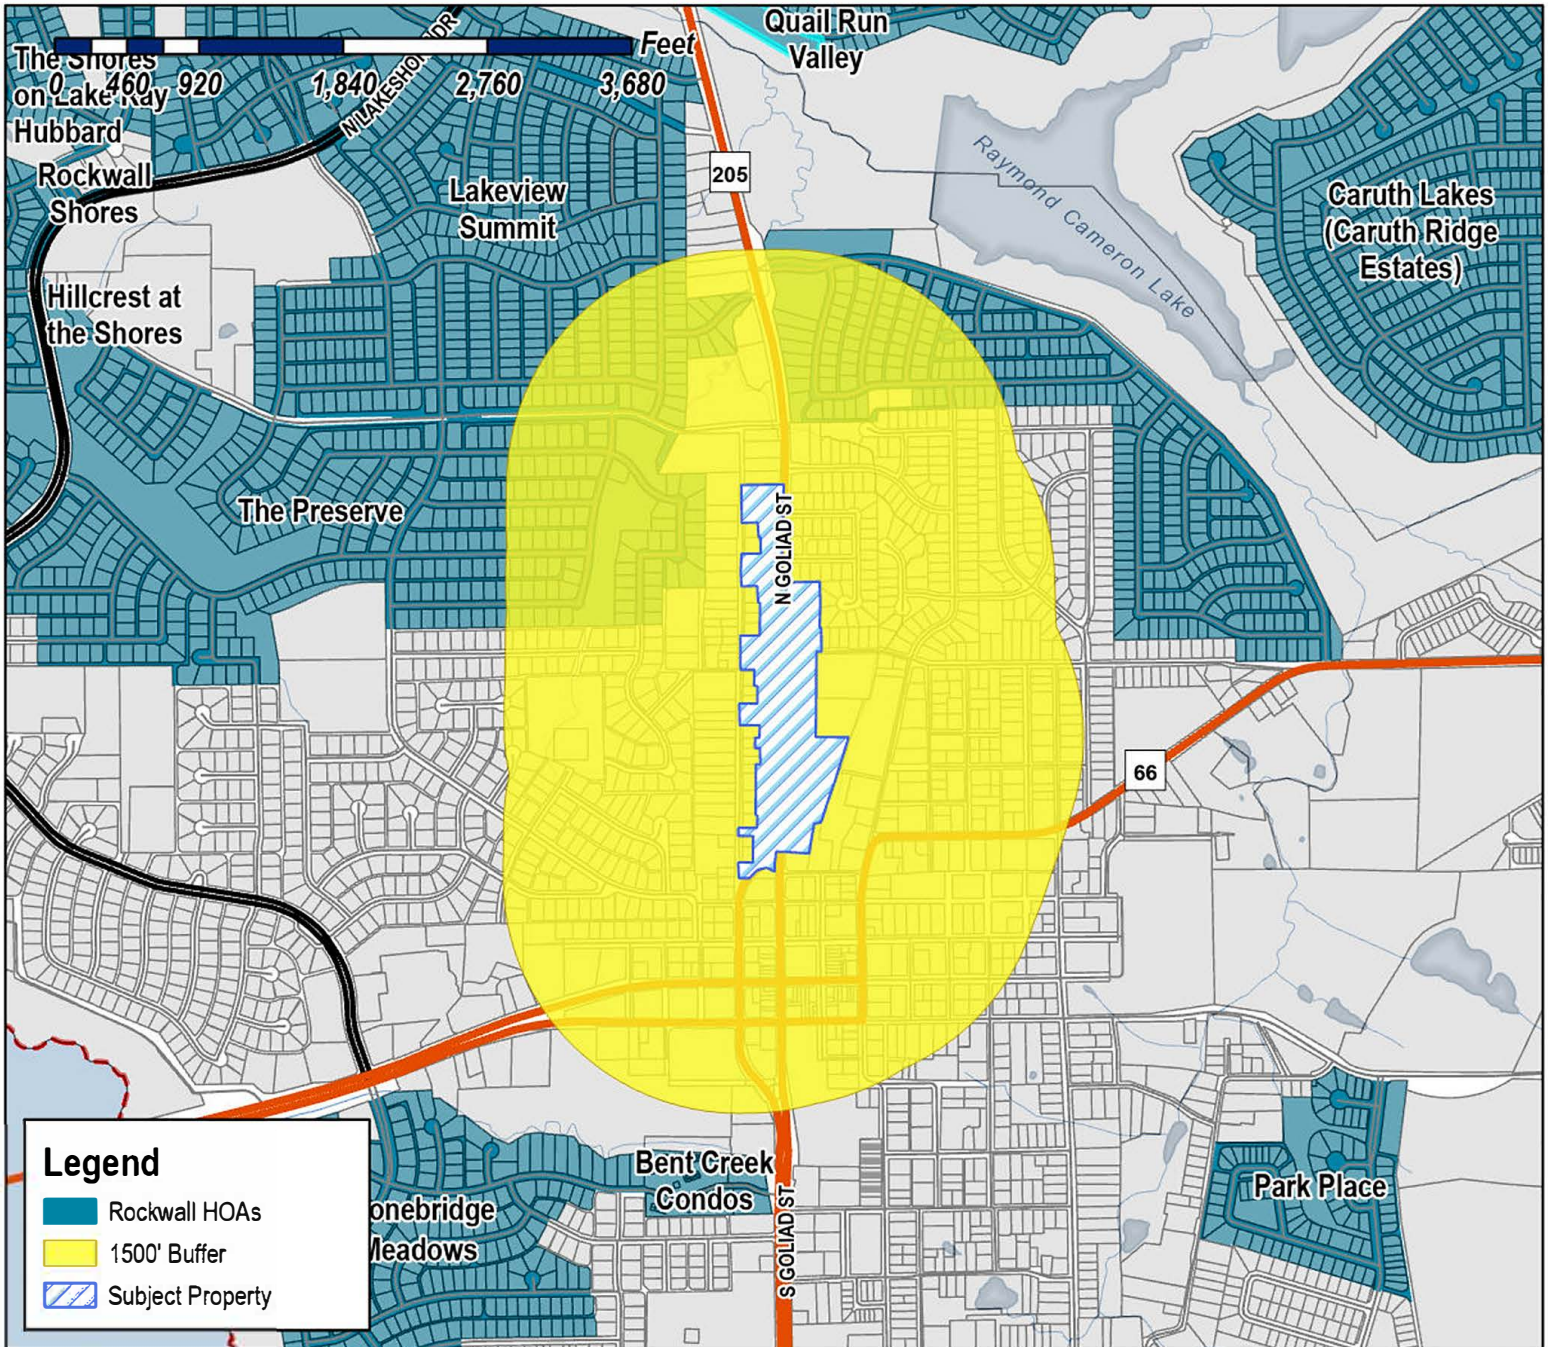 Quail Run
Valley
Feet
0 460 920 1,840 2,760 3,680
The Shores
on Lake Ray
Hubbard
N LAKESHORE DR
Rockwall
Shores
205
Lakeview
Summit
Raymond Cameron Lake
Caruth Lakes
(Caruth Ridge
Estates)
Hillcrest at
the Shores
The Preserve
N GOLIAD ST
66
Bent Creek
Condos
S GOLIAD ST
Park Place
onebridge
Meadows
Legend
Rockwall HOAs
1500' Buffer
Subject Property